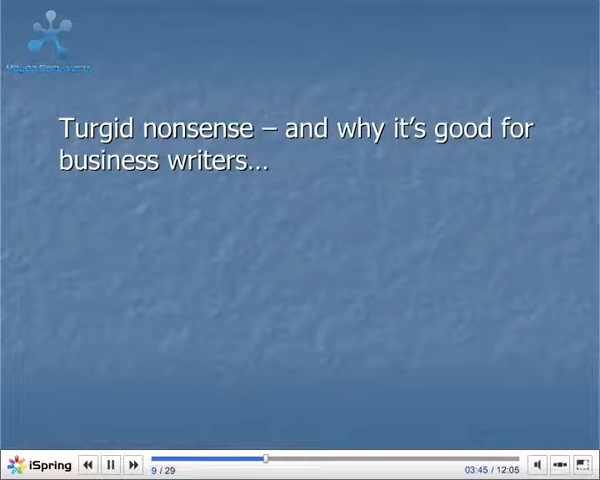 Turgid nonsense – and why it's good for
business writers...
iSpring
9 / 29
03:45 / 12:05